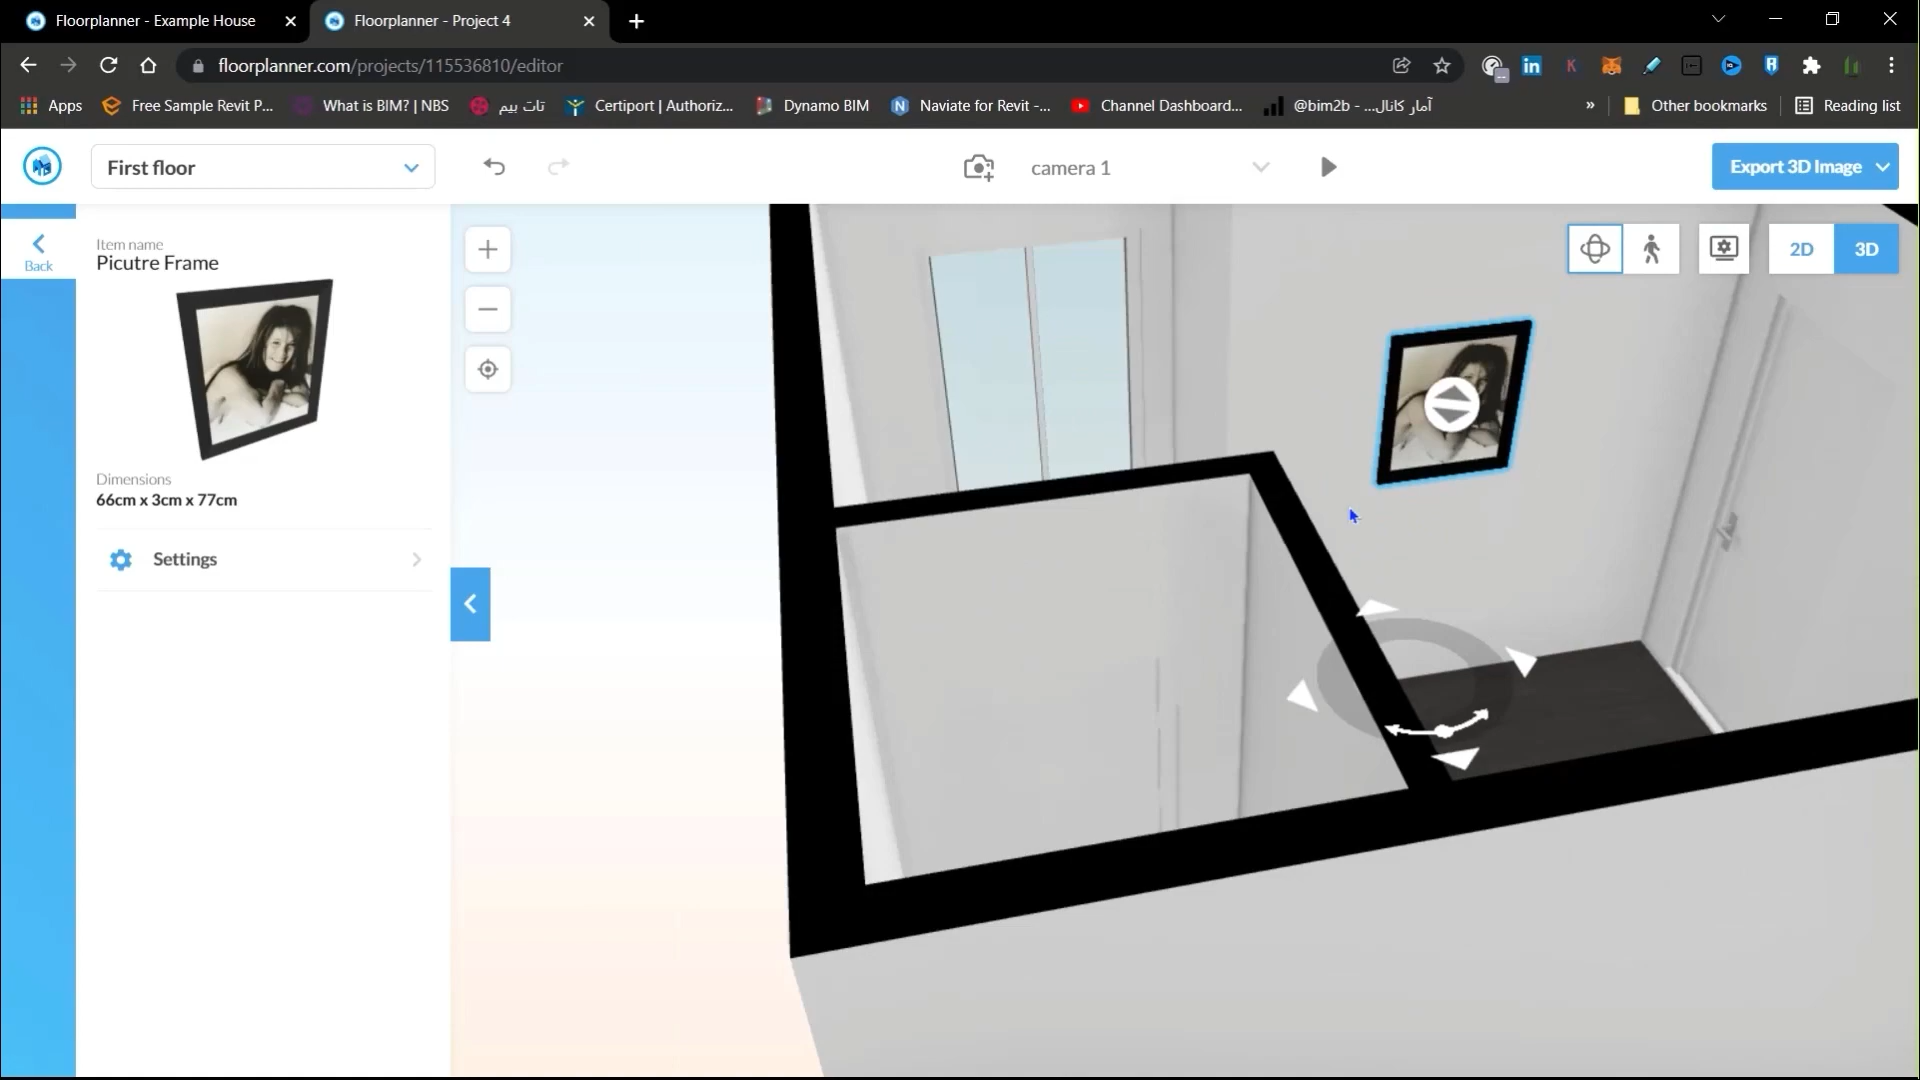 Floorplanner - Example House
Floorplanner - Project 4
floorplanner.com/projects/115536810/editor
Apps
Free Sample Revit P...
What is BIM? | NBS
تات بیم
Certiport | Authoriz...
Dynamo BIM
Naviate for Revit -...
Channel Dashboard...
آمار کانال... - @bim2b
»
Other bookmarks
Reading list
First floor
camera 1
Export 3D Image
Back
Item name
Picutre Frame
2D
3D
Dimensions
66cm x 3cm x 77cm
Settings